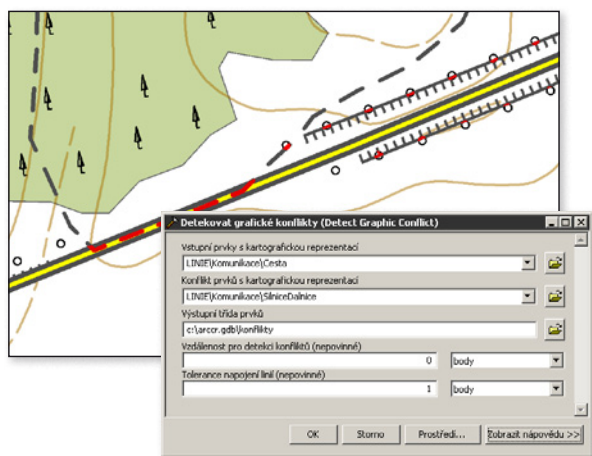 Detekovat grafické konflikty (Detect Graphic Conflict)
Vstupní prvky s kartografickou reprezentací
LINIE\Komunikace\Cesta
Konflikt prvků s kartografickou reprezentací
LINIE\Komunikace\SilniceDalnice
Výstupní třída prvků
c:\arccr.gdb\konflikty
Vzdálenost pro detekci konfliktů (nepovinné)
0 body
Tolerance napojení linií (nepovinné)
1 body
OK Storno Prostředí... Zobrazit nápovědu >>